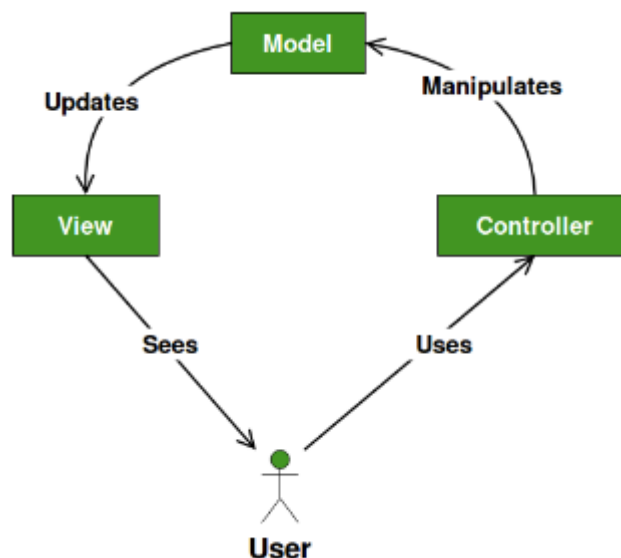 Model
Updates
Manipulates
View
Controller
Sees
Uses
User